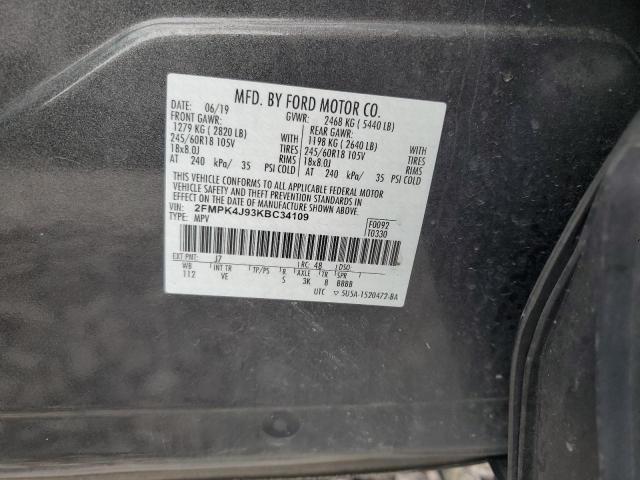 MFD. BY FORD MOTOR CO.
DATE: 06/19 GVWR: 2468 KG ( 5440 LB)
FRONT GAWR: REAR GAWR:
1279 KG ( 2820 LB) WITH 1198 KG ( 2640 LB) WITH
245/60R18 105V TIRES 245/60R18 105V TIRES
18x8.0J RIMS 18x8.0J RIMS
AT 240 kPa/ 35 PSI COLD AT 240 kPa/ 35 PSI COLD
THIS VEHICLE CONFORMS TO ALL APPLICABLE FEDERAL MOTOR
VEHICLE SAFETY AND THEFT PREVENTION STANDARDS IN
EFFECT ON THE DATE OF MANUFACTURE SHOWN ABOVE.
VIN: 2FMPK4J93KBC34109 F0092
TYPE: MPV T0330
EXT PNT: J7 RC: 48 DSO:
WB INT TR TP/PS R AXLE TR SPR
112 VE S 3K 8 BBBB
UTC ▽ 5U5A-1520472-BA